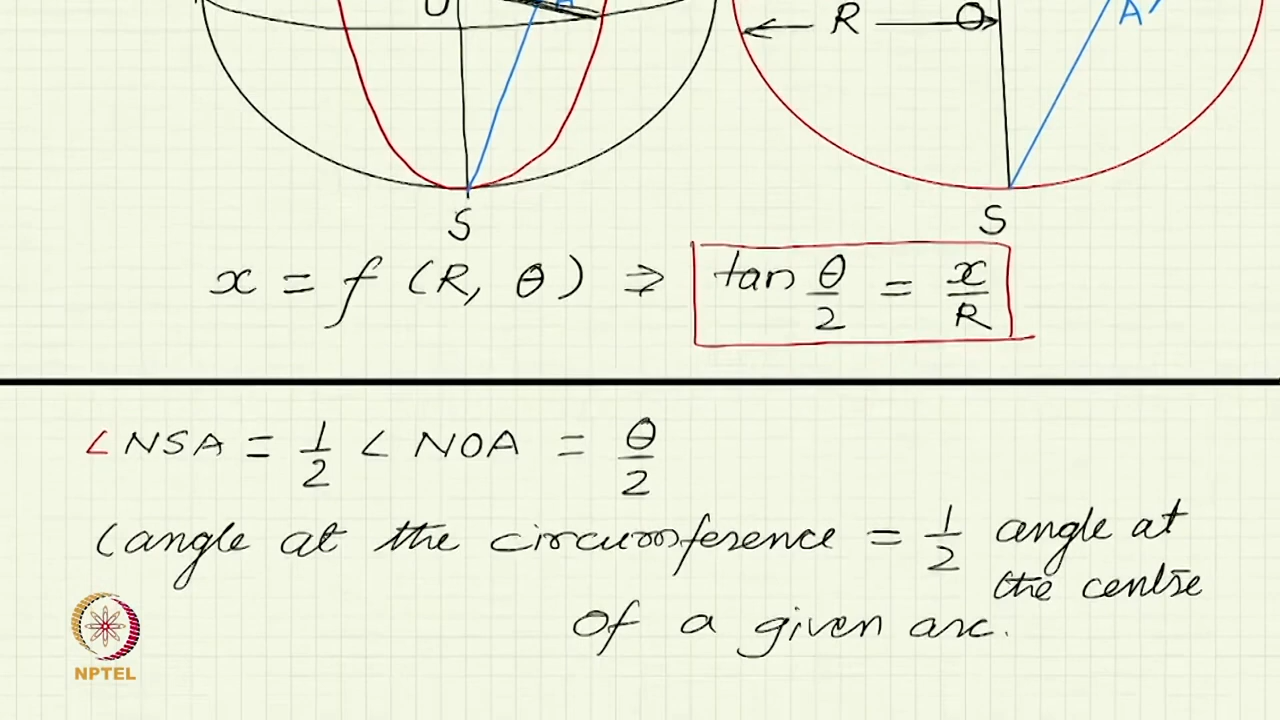 O A
R O A'
S S
x = f (R, θ) ⇒ tan θ/2 = x/R
∠NSA = 1/2 ∠ NOA = θ/2
(angle at the circumference = 1/2 angle at
the centre
of a given arc.
NPTEL